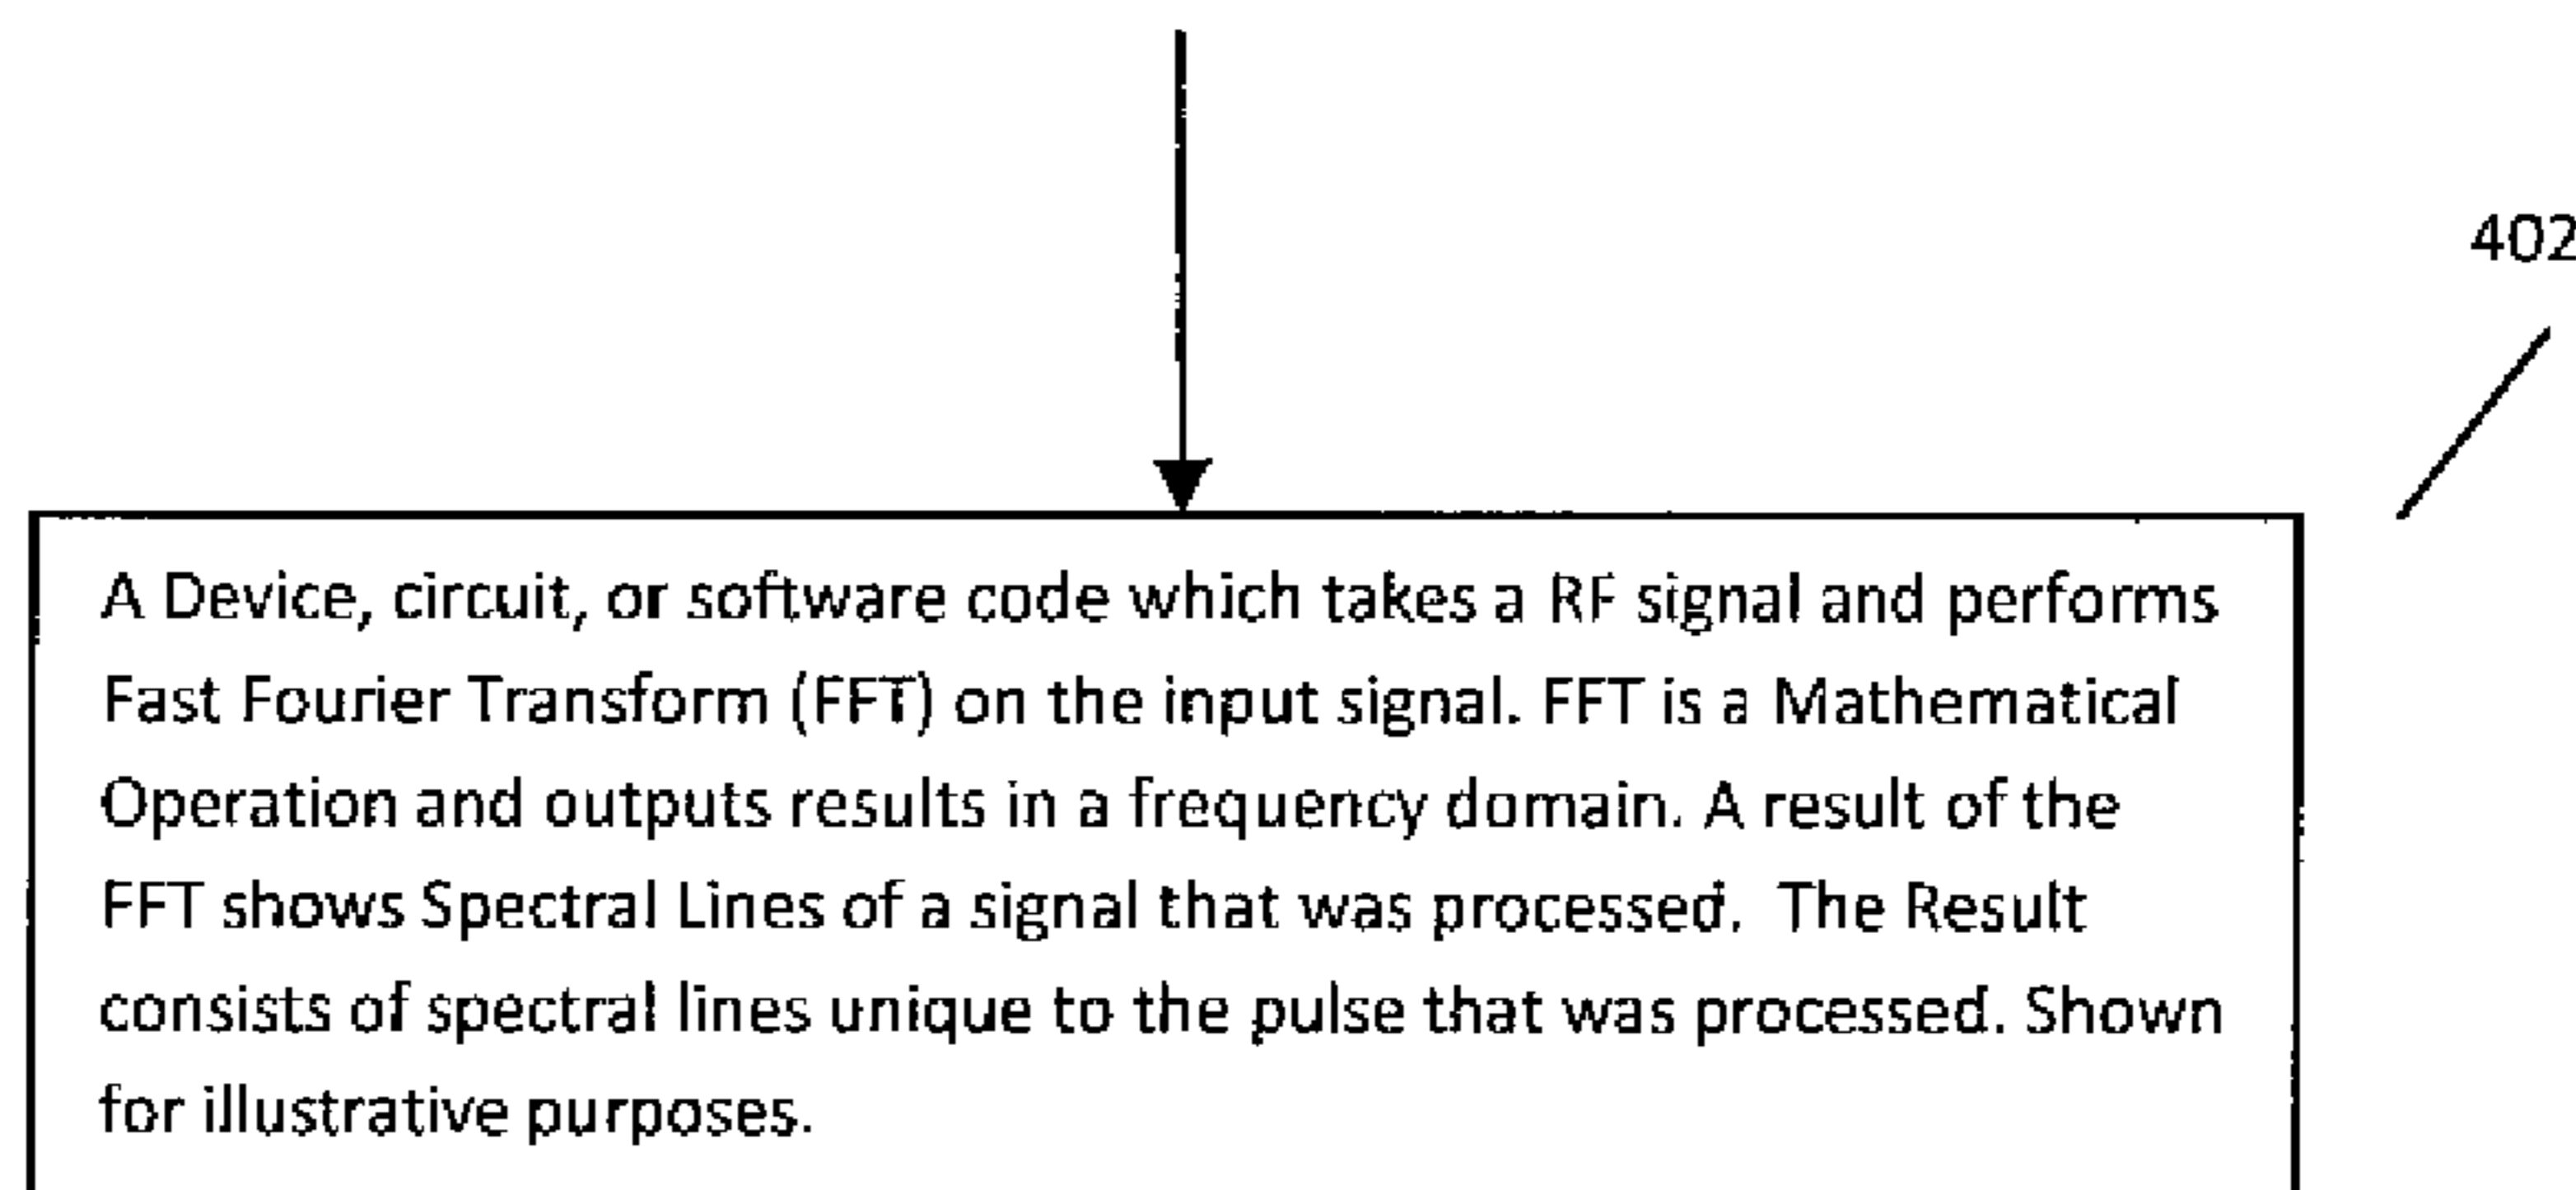 402
A Device, circuit, or software code which takes a RF signal and performs
Fast Fourier Transform (FFT) on the input signal. FFT is a Mathematical
Operation and outputs results in a frequency domain. A result of the
FFT shows Spectral Lines of a signal that was processed.  The Result
consists of spectral lines unique to the pulse that was processed. Shown
for illustrative purposes.